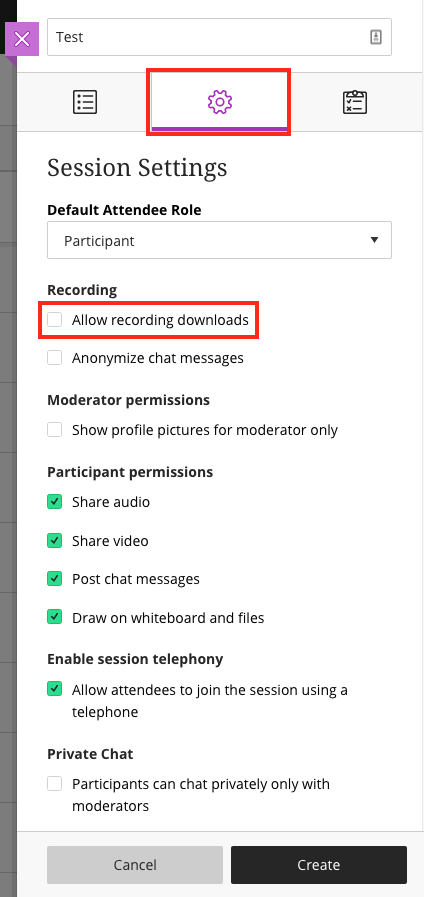 Test
Session Settings
Default Attendee Role
Participant
Recording
Allow recording downloads
Anonymize chat messages
Moderator permissions
Show profile pictures for moderator only
Participant permissions
Share audio
Share video
Post chat messages
Draw on whiteboard and files
Enable session telephony
Allow attendees to join the session using a
telephone
Private Chat
Participants can chat privately only with
moderators
Cancel
Create